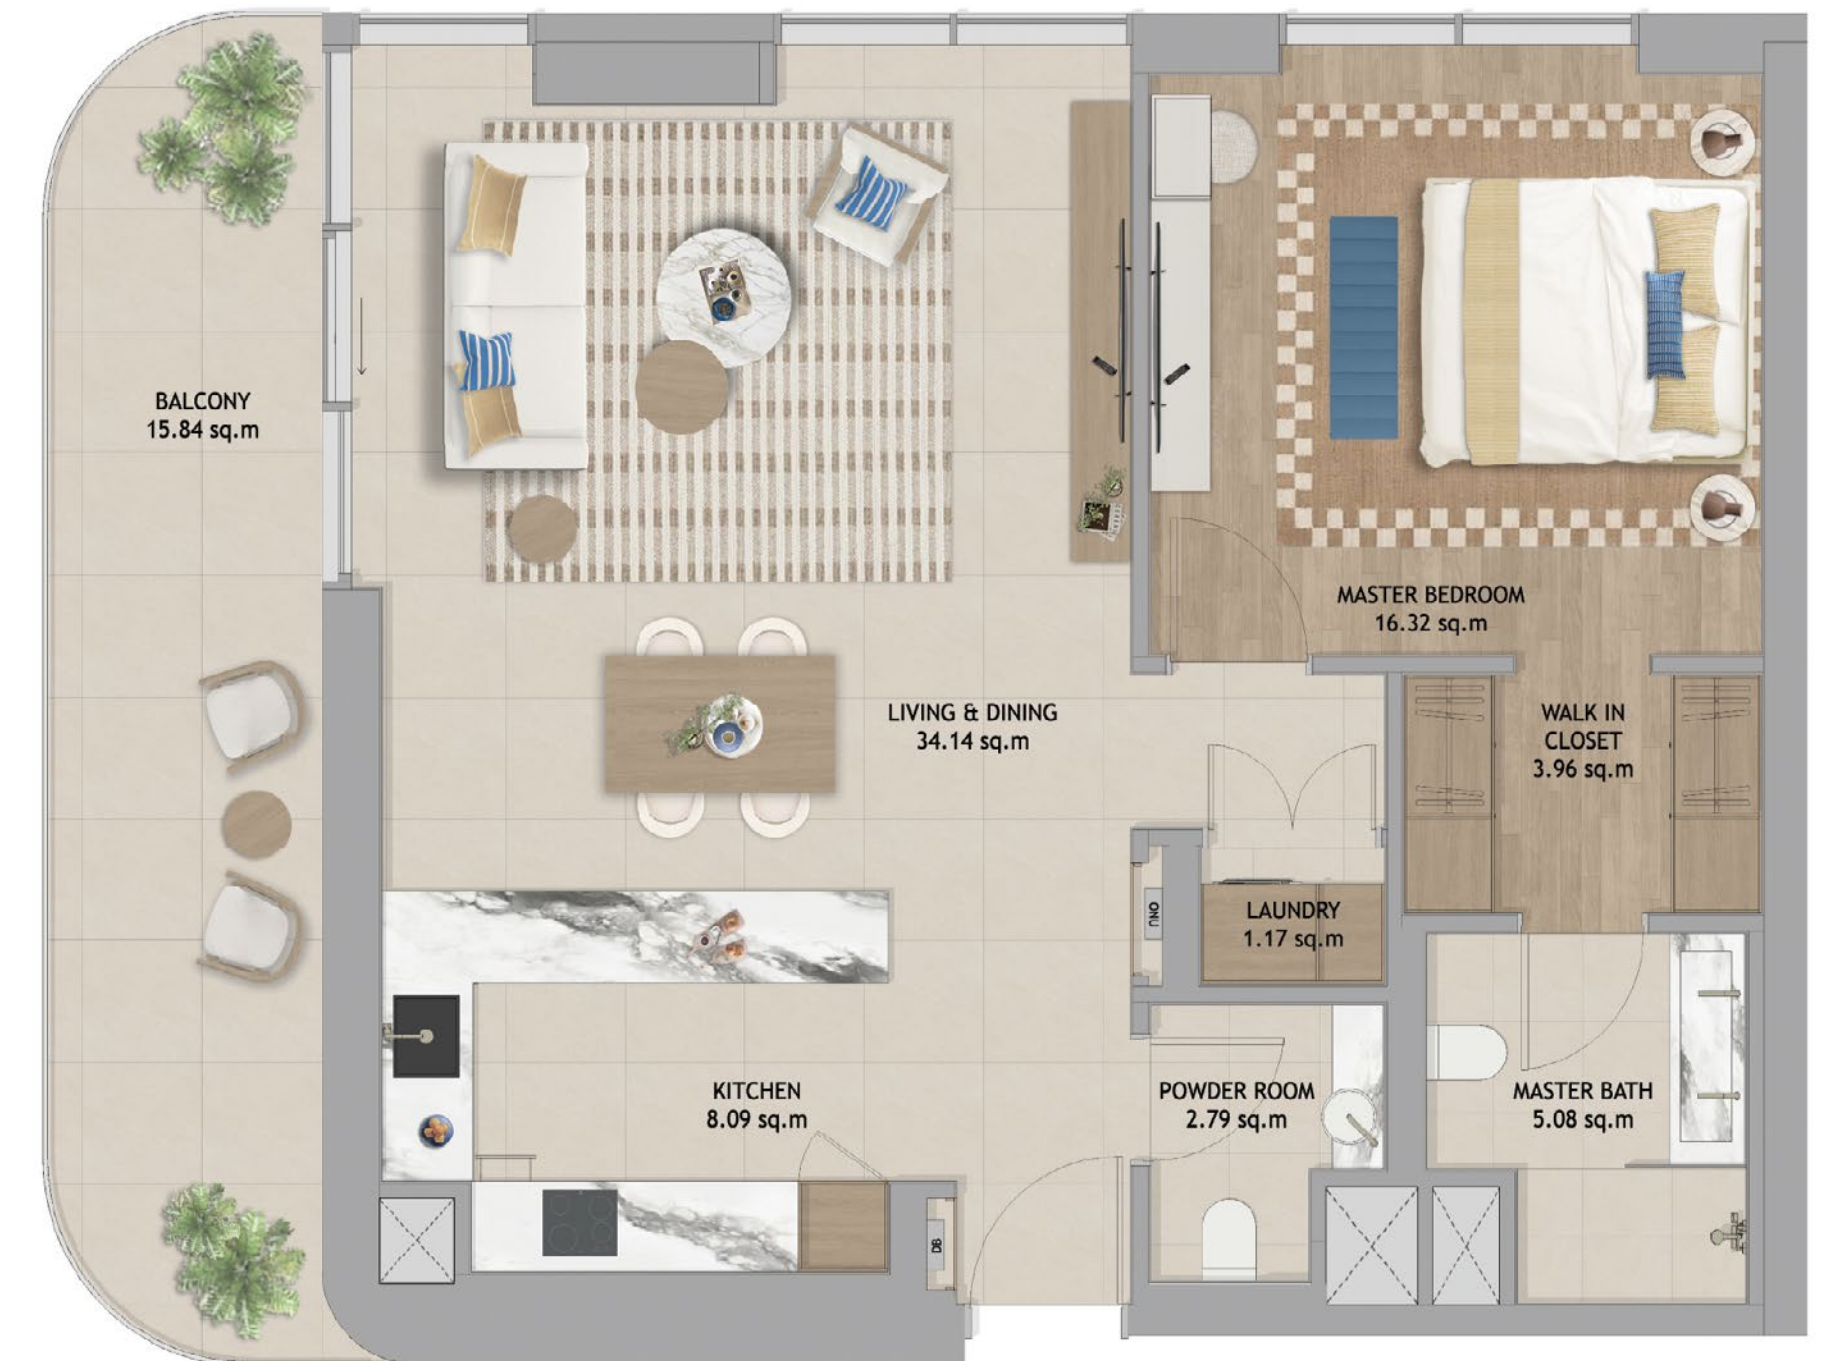 BALCONY
15.84 sq.m
MASTER BEDROOM
16.32 sq.m
LIVING & DINING
34.14 sq.m
WALK IN
CLOSET
3.96 sq.m
ONU
LAUNDRY
1.17 sq.m
KITCHEN
8.09 sq.m
POWDER ROOM
2.79 sq.m
MASTER BATH
5.08 sq.m
DB